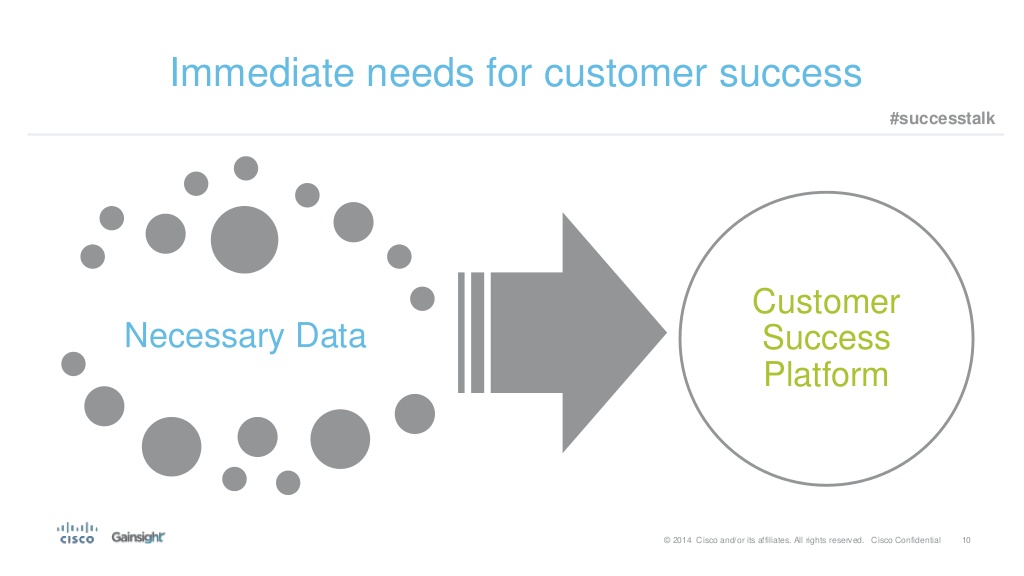 Immediate needs for customer success
#successtalk
Necessary Data
Customer
Success
Platform
CISCO
Gainsight
© 2014 Cisco and/or its affiliates. All rights reserved. Cisco Confidential 10